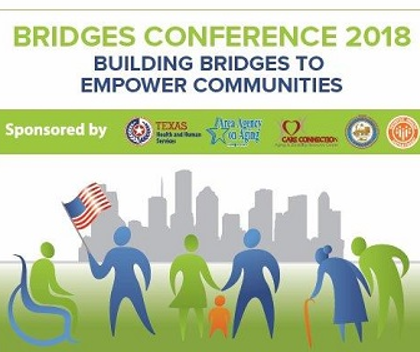 BRIDGES CONFERENCE 2018
BUILDING BRIDGES TO
EMPOWER COMMUNITIES
Sponsored by
TEXAS
Health and Human
Services
Area Agency
on Aging
CARE CONNECTION